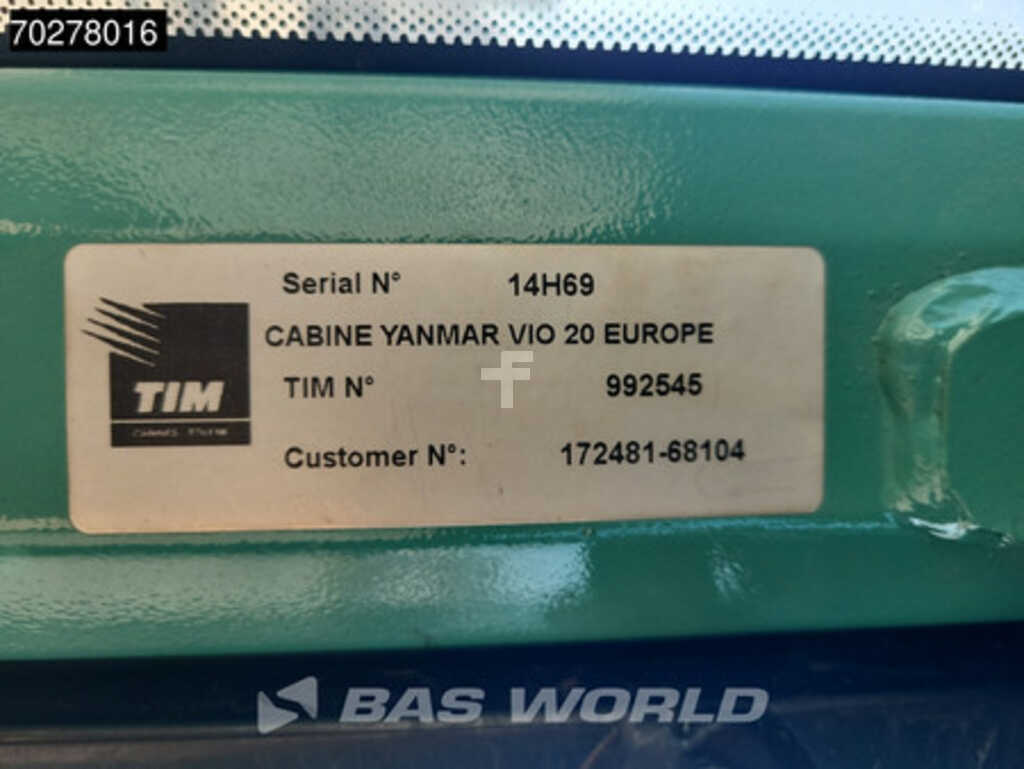 70278016
Serial N° 14H69
CABINE YANMAR VIO 20 EUROPE
TIM
TIM N° 992545
Customer N°: 172481-68104
BAS WORLD